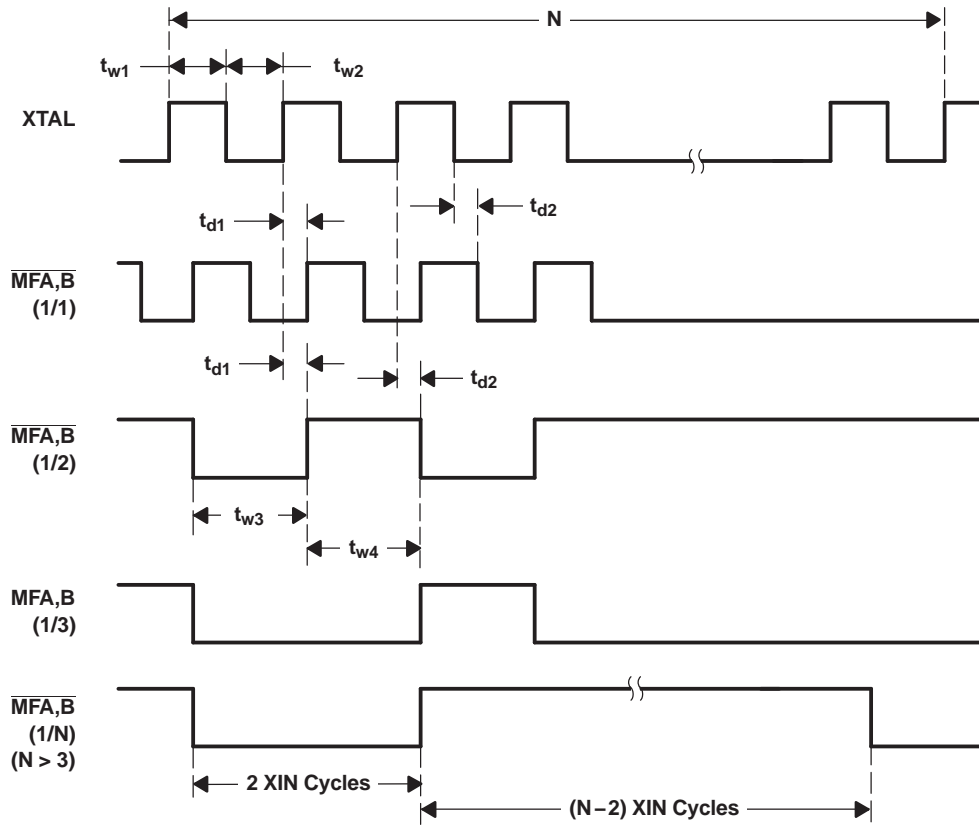 N
tw1
tw2
XTAL
td2
td1
MFA,B
(1/1)
td1
td2
MFA,B
(1/2)
tw3
tw4
MFA,B
(1/3)
MFA,B
(1/N)
(N > 3)
2 XIN Cycles
(N–2) XIN Cycles